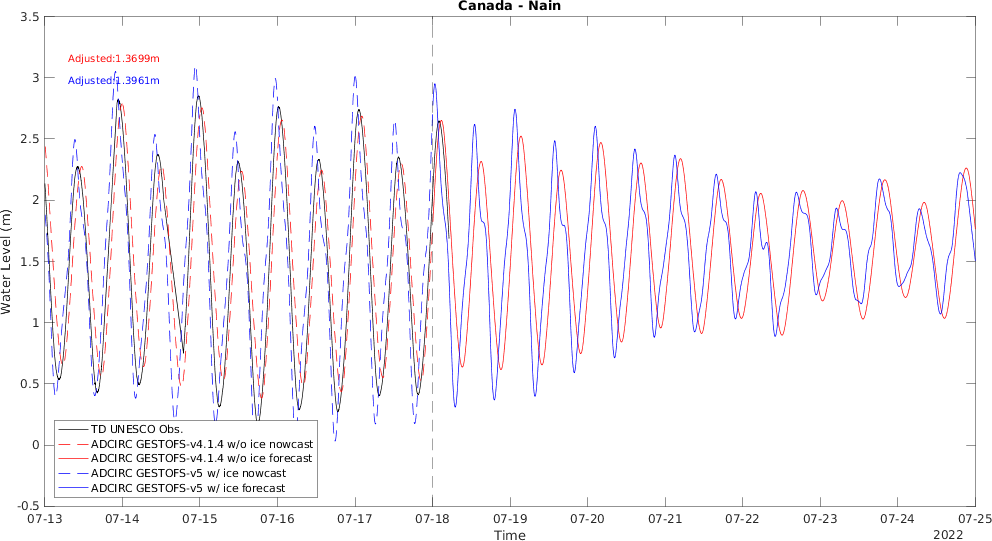 Canada - Nain
3.5
3
2.5
2
1.5
1
0.5
0
-0.5
Water Level (m)
Adjusted:1.3699m
Adjusted:1.3961m
TD UNESCO Obs.
ADCIRC GESTOFS-v4.1.4 w/o ice nowcast
ADCIRC GESTOFS-v4.1.4 w/o ice forecast
ADCIRC GESTOFS-v5 w/ ice nowcast
ADCIRC GESTOFS-v5 w/ ice forecast
07-13 07-14 07-15 07-16 07-17 07-18 07-19 07-20 07-21 07-22 07-23 07-24 07-25
Time
2022